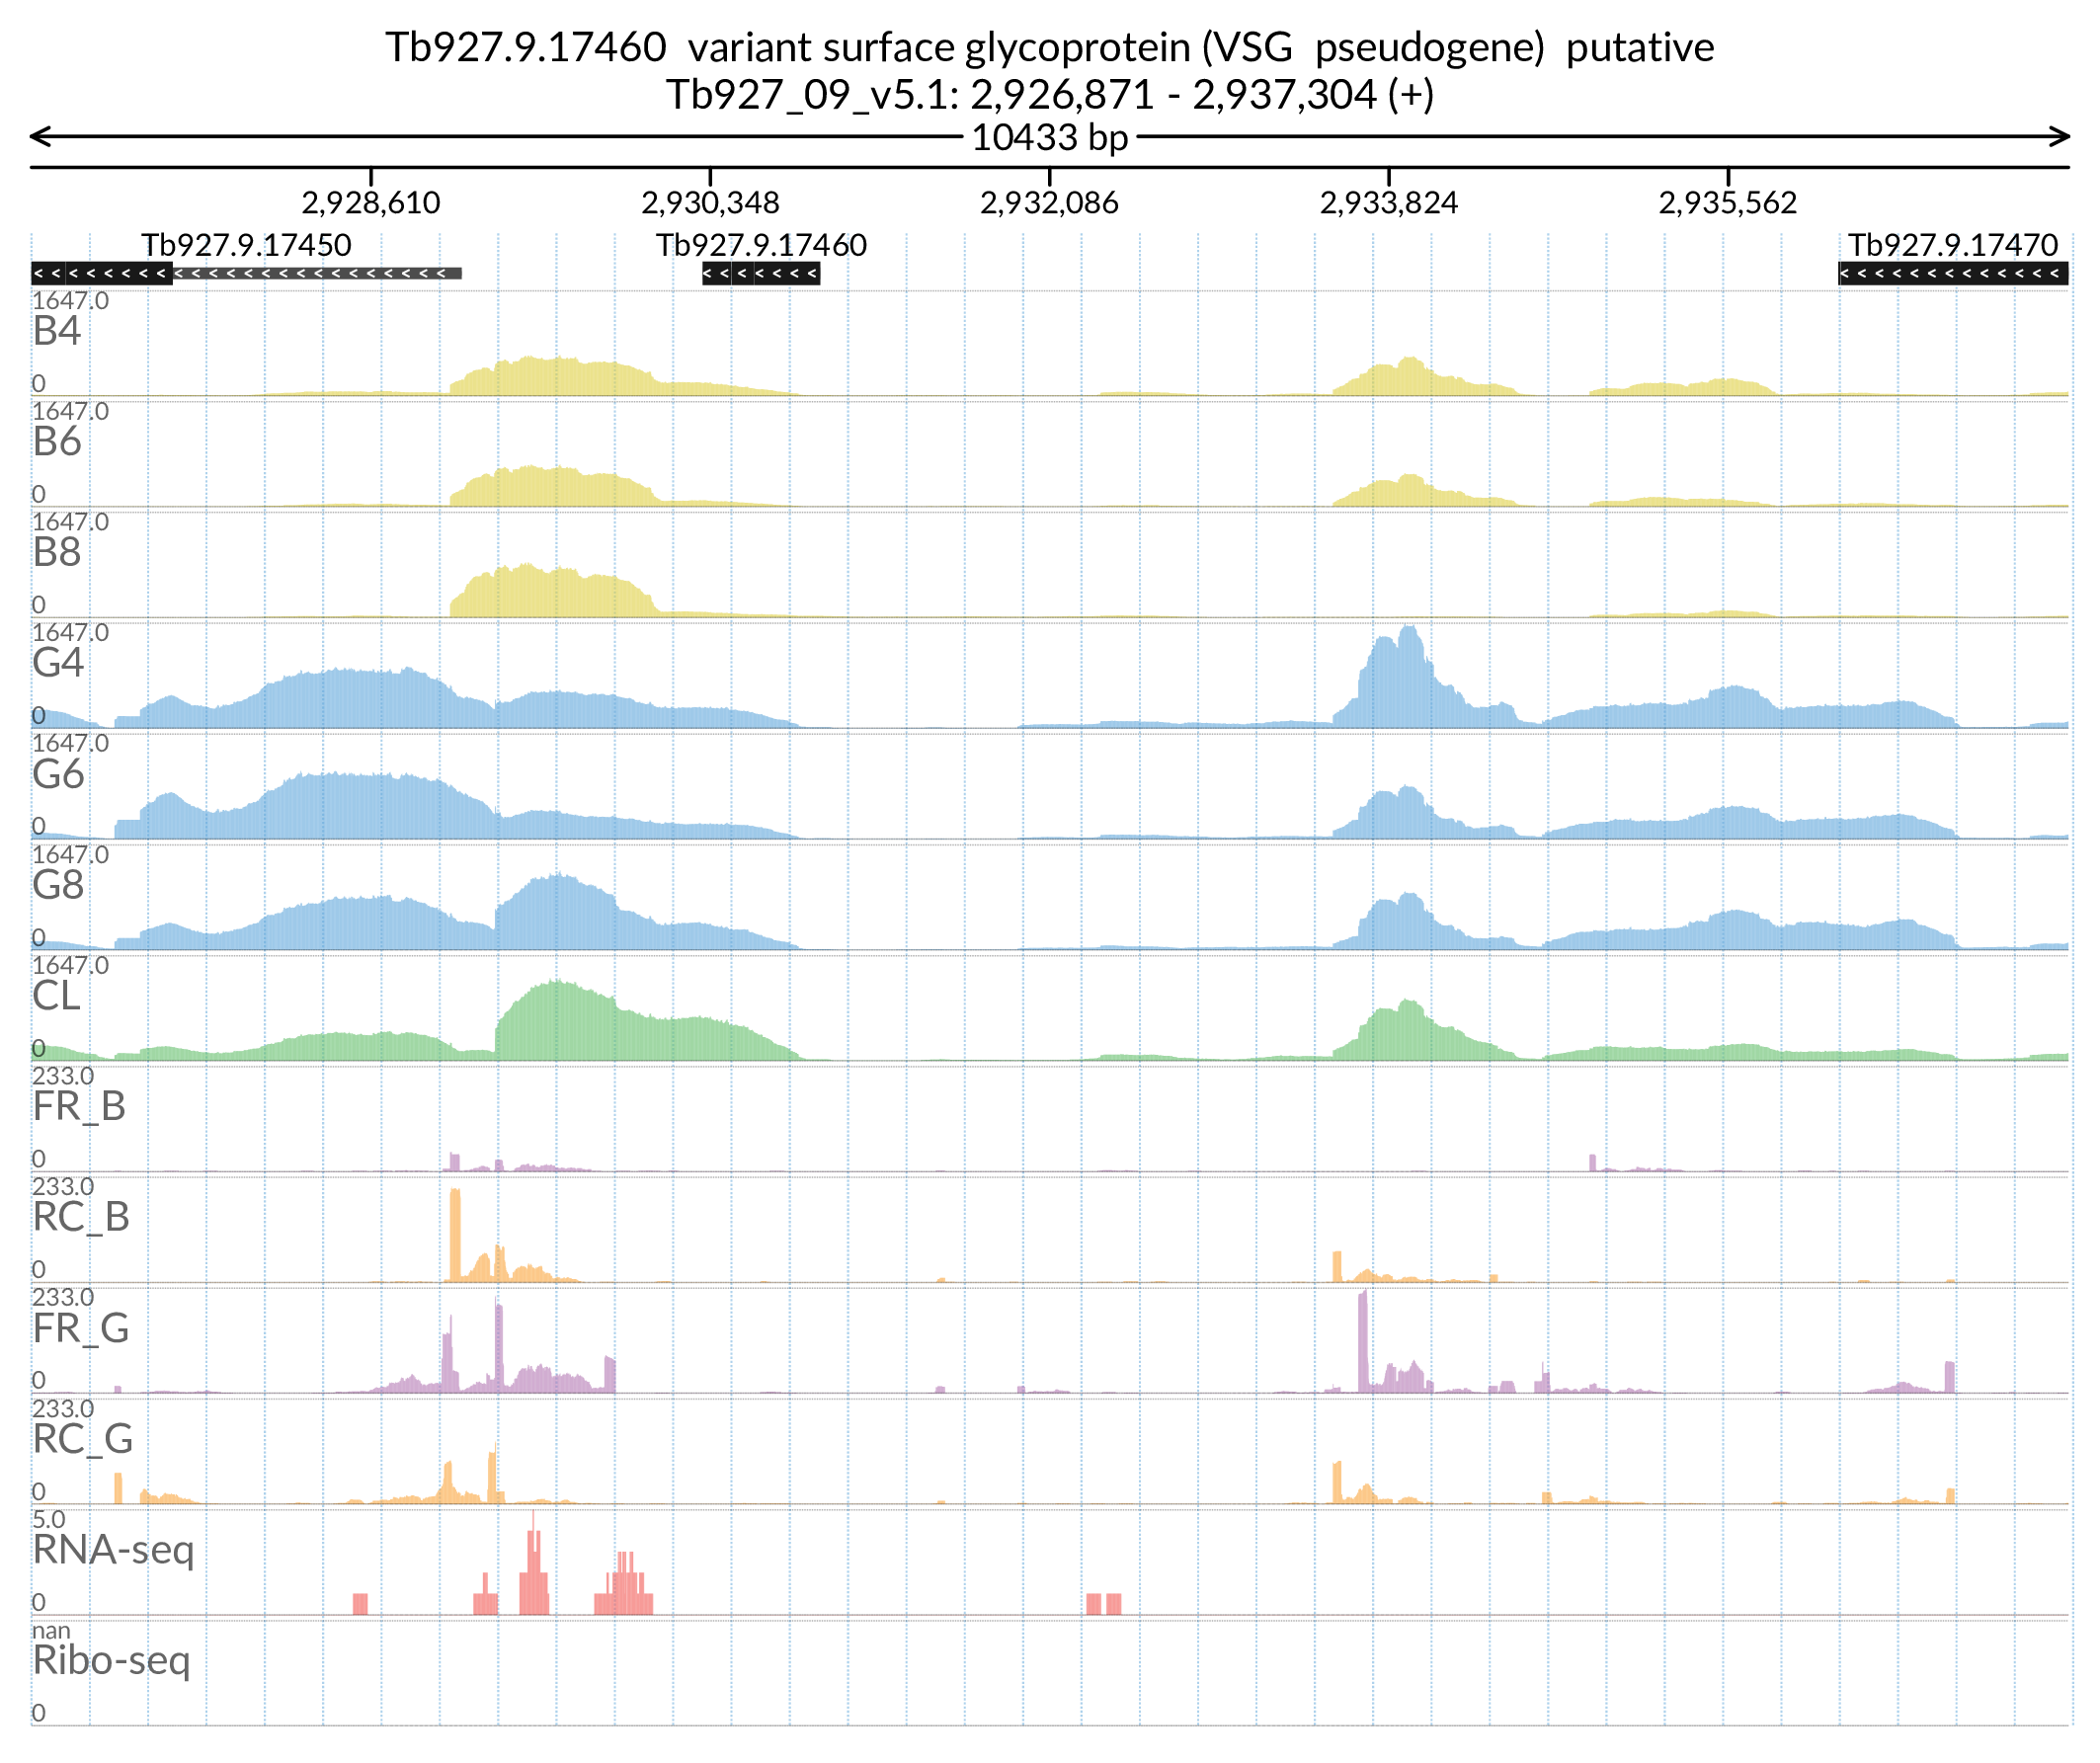 Tb927.9.17460  variant surface glycoprotein (VSG  pseudogene)  putative
Tb927_09_v5.1: 2,926,871 - 2,937,304 (+)
10433 bp
2,928,610 2,930,348 2,932,086 2,933,824 2,935,562
Tb927.9.17450 Tb927.9.17460 Tb927.9.17470
1647.0
B4
0
1647.0
B6
0
1647.0
B8
0
1647.0
G4
0
1647.0
G6
0
1647.0
G8
0
1647.0
CL
0
233.0
FR_B
0
233.0
RC_B
0
233.0
FR_G
0
233.0
RC_G
0
5.0
RNA-seq
0
nan
Ribo-seq
0